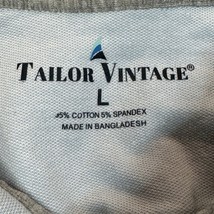 TAILOR VINTAGE®
L
95% COTTON 5% SPANDEX
MADE IN BANGLADESH